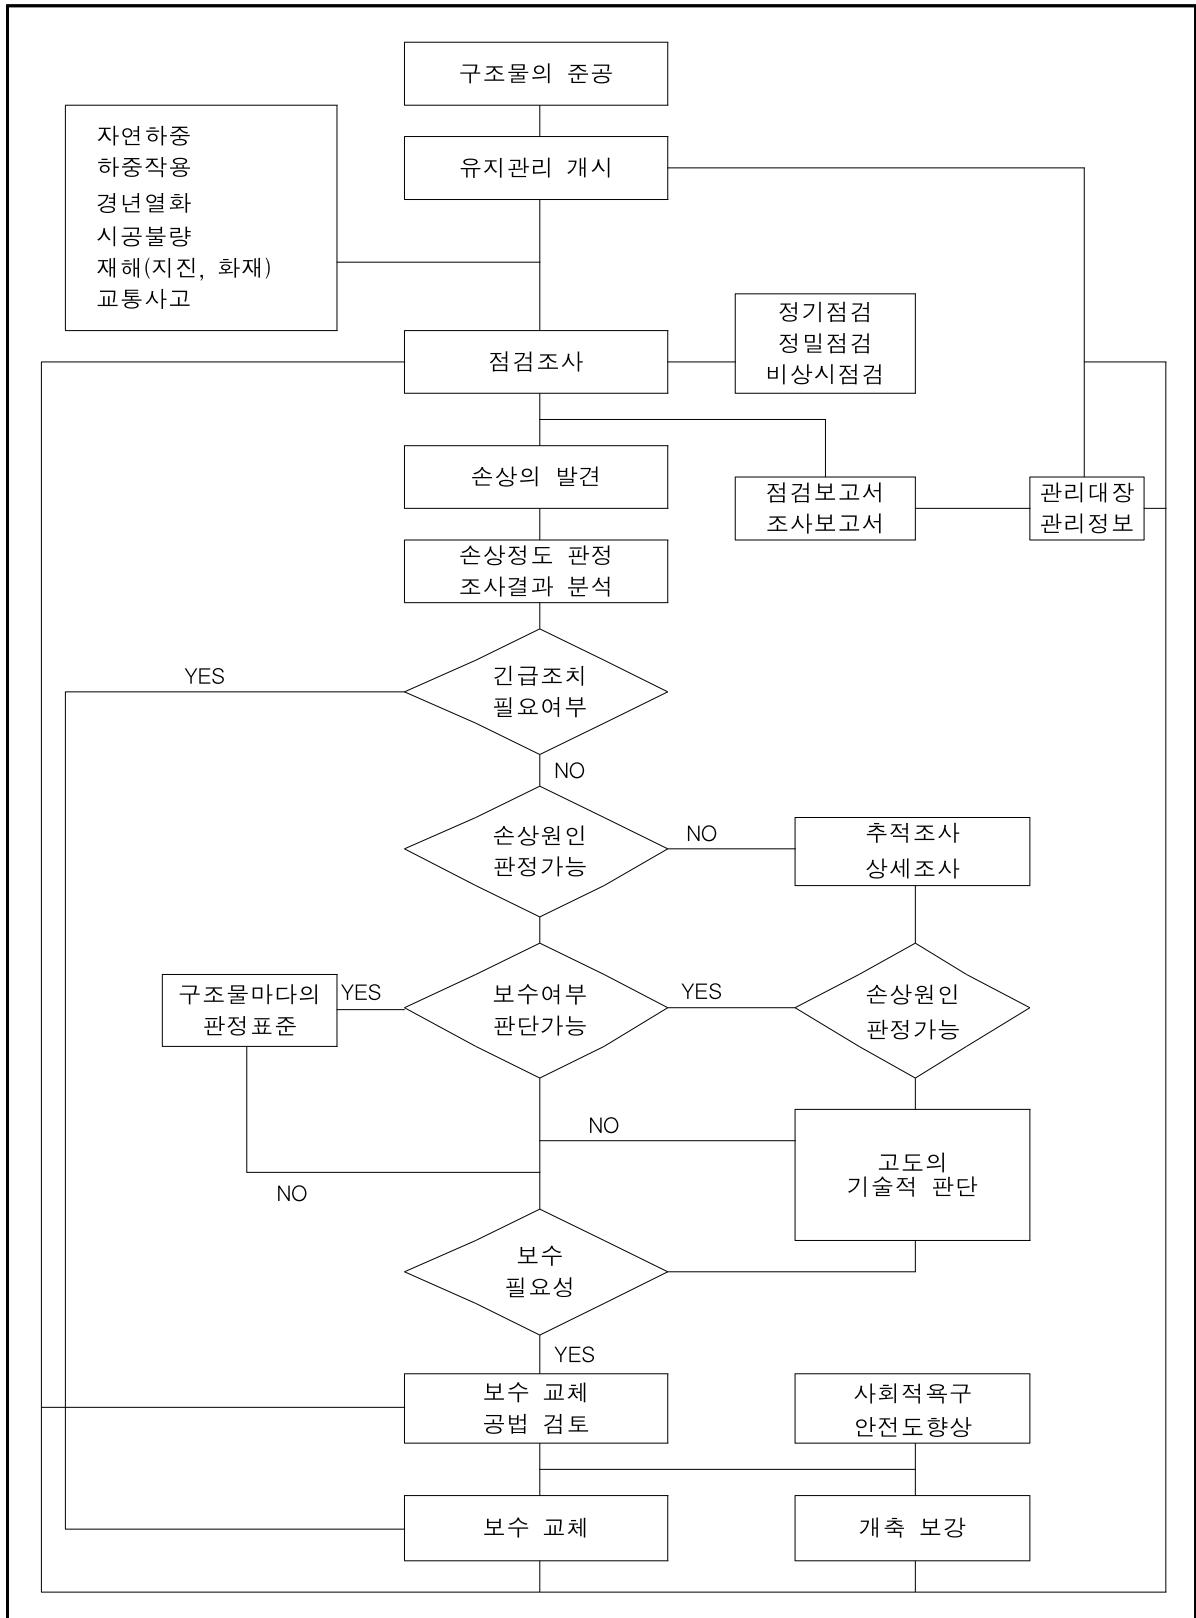 구조물의 준공
자연하중
하중작용
경년열화
시공불량
재해(지진, 화재)
교통사고
유지관리 개시
점검조사
정기점검
정밀점검
비상시점검
손상의 발견
점검보고서
조사보고서
관리대장
관리정보
손상정도 판정
조사결과 분석
YES
긴급조치
필요여부
NO
손상원인
판정가능
NO
추적조사
상세조사
구조물마다의
판정표준
YES
보수여부
판단가능
YES
손상원인
판정가능
NO
고도의
기술적 판단
NO
보수
필요성
YES
보수 교체
공법 검토
사회적욕구
안전도향상
보수 교체
개축 보강